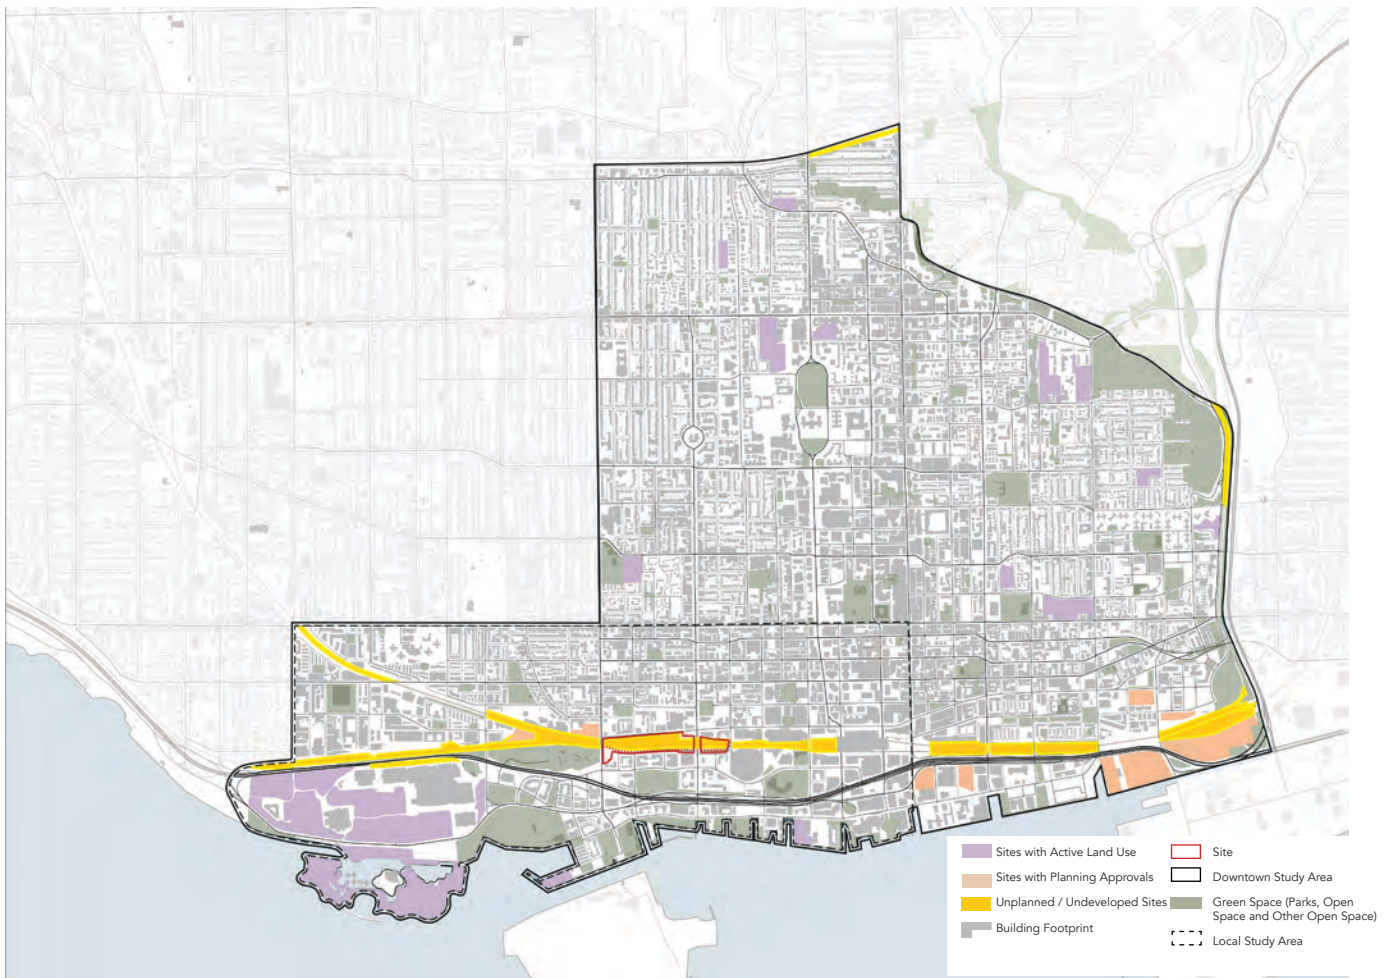 Sites with Active Land Use
Sites with Planning Approvals
Unplanned / Undeveloped Sites
Building Footprint
Site
Downtown Study Area
Green Space (Parks, Open
Space and Other Open Space)
Local Study Area